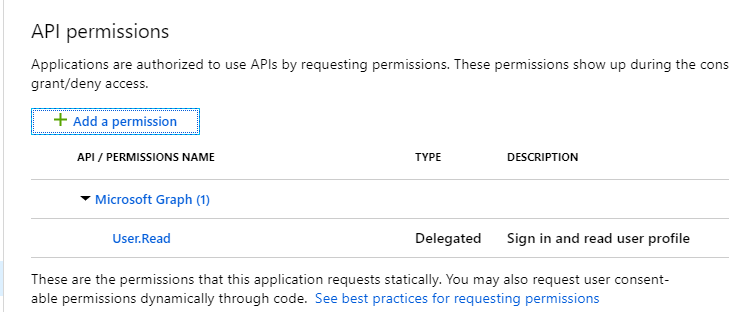 API permissions
Applications are authorized to use APIs by requesting permissions. These permissions show up during the cons
grant/deny access.
Add a permission
API / PERMISSIONS NAME TYPE DESCRIPTION
Microsoft Graph (1)
User.Read Delegated Sign in and read user profile
These are the permissions that this application requests statically. You may also request user consent-
able permissions dynamically through code. See best practices for requesting permissions